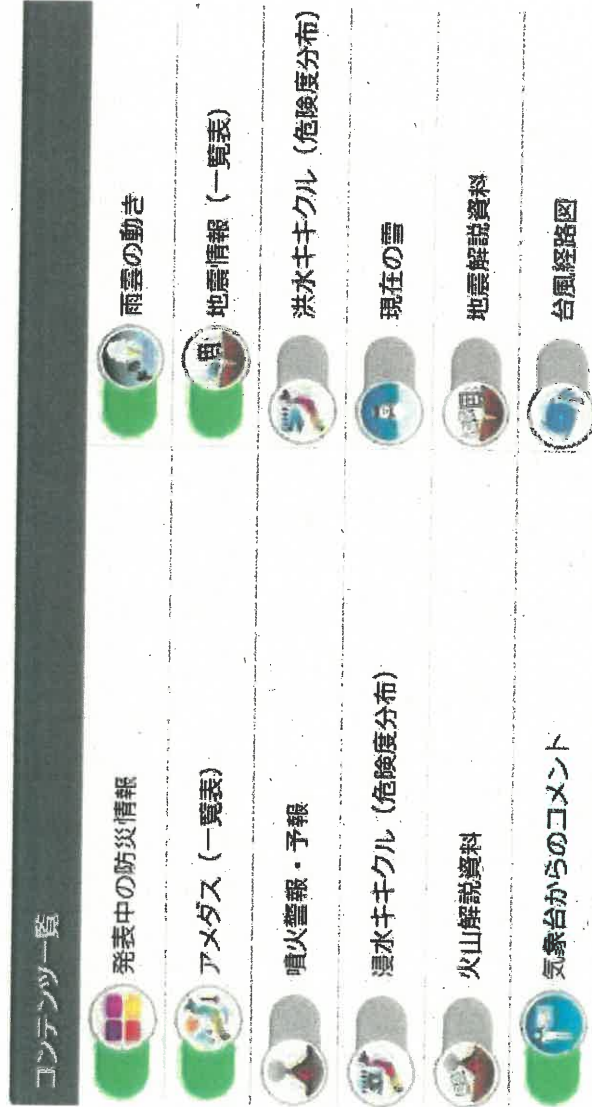 コンテンツ一覧
発表中の防災情報
雨雲の動き
アメダス（一覧表）
地震情報（一覧表）
噴火警報・予報
洪水キキクル（危険度分布）
浸水キキクル（危険度分布）
現在の雪
火山解説資料
地震解説資料
気象台からのコメント
台風経路図